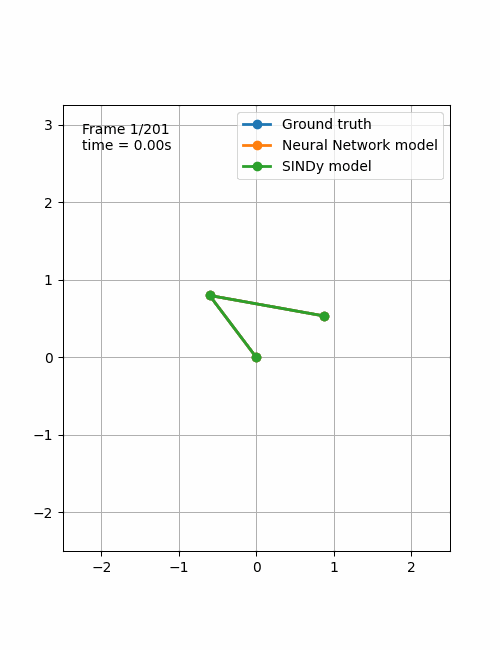 Frame 1/201
time = 0.00s
Ground truth
Neural Network model
SINDy model
3
2
1
0
−1
−2
−2
−1
0
1
2